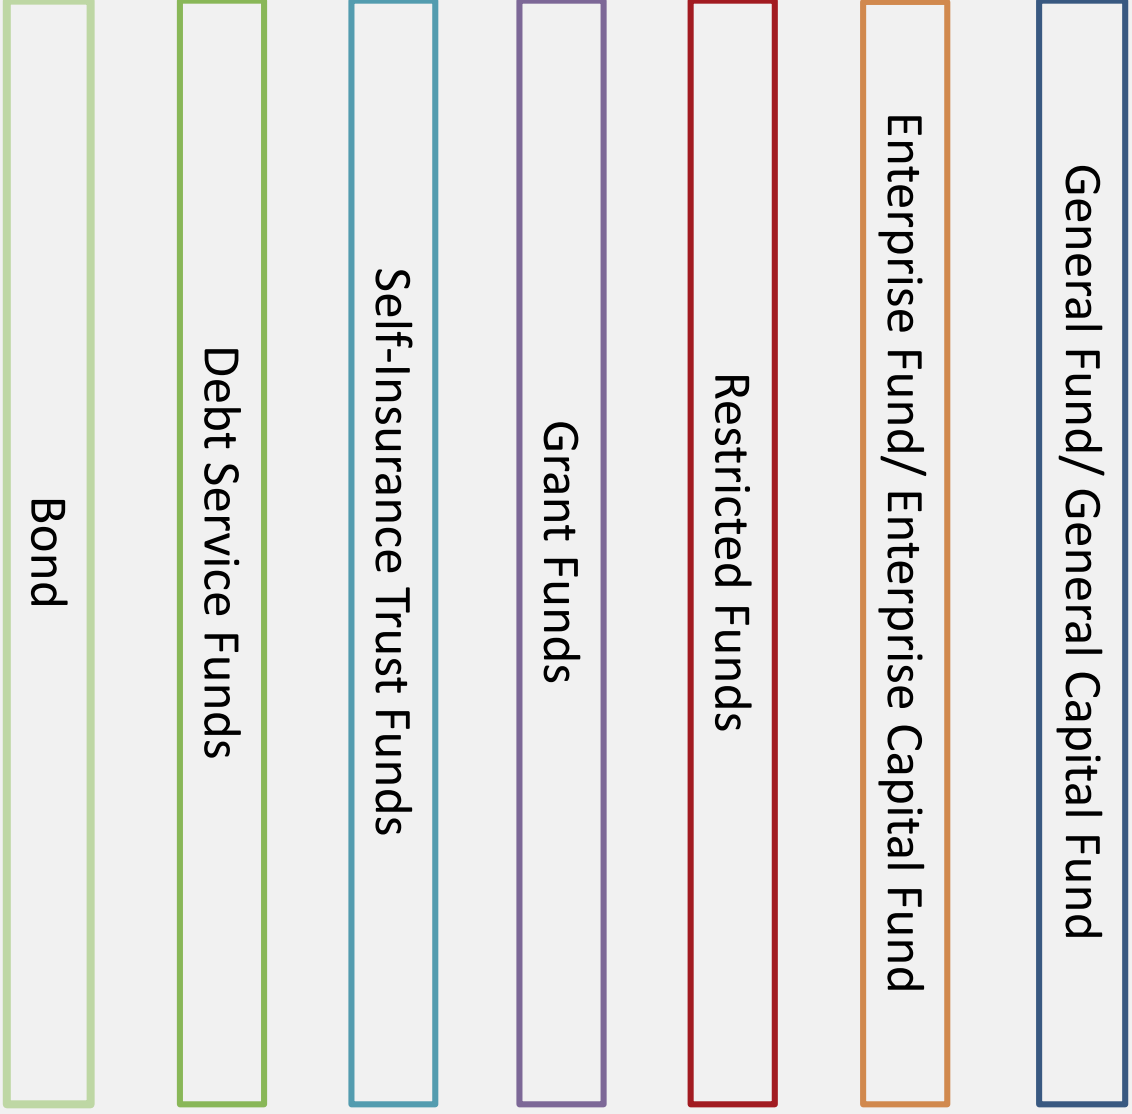 General Fund/ General Capital Fund
Enterprise Fund/ Enterprise Capital Fund
Restricted Funds
Grant Funds
Self-Insurance Trust Funds
Debt Service Funds
Bond